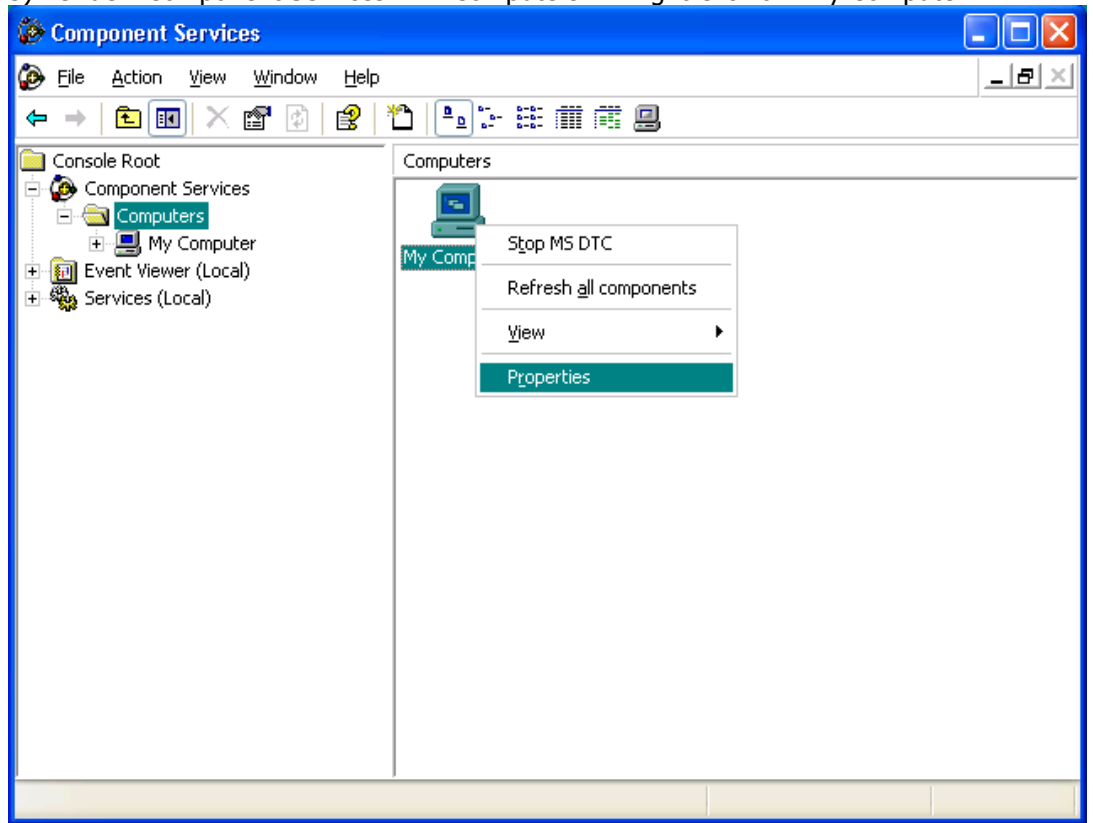 Component Services
File Action View Window Help
Console Root
Component Services
Computers
My Computer
Event Viewer (Local)
Services (Local)
Computers
My Comp
Stop MS DTC
Refresh all components
View
Properties